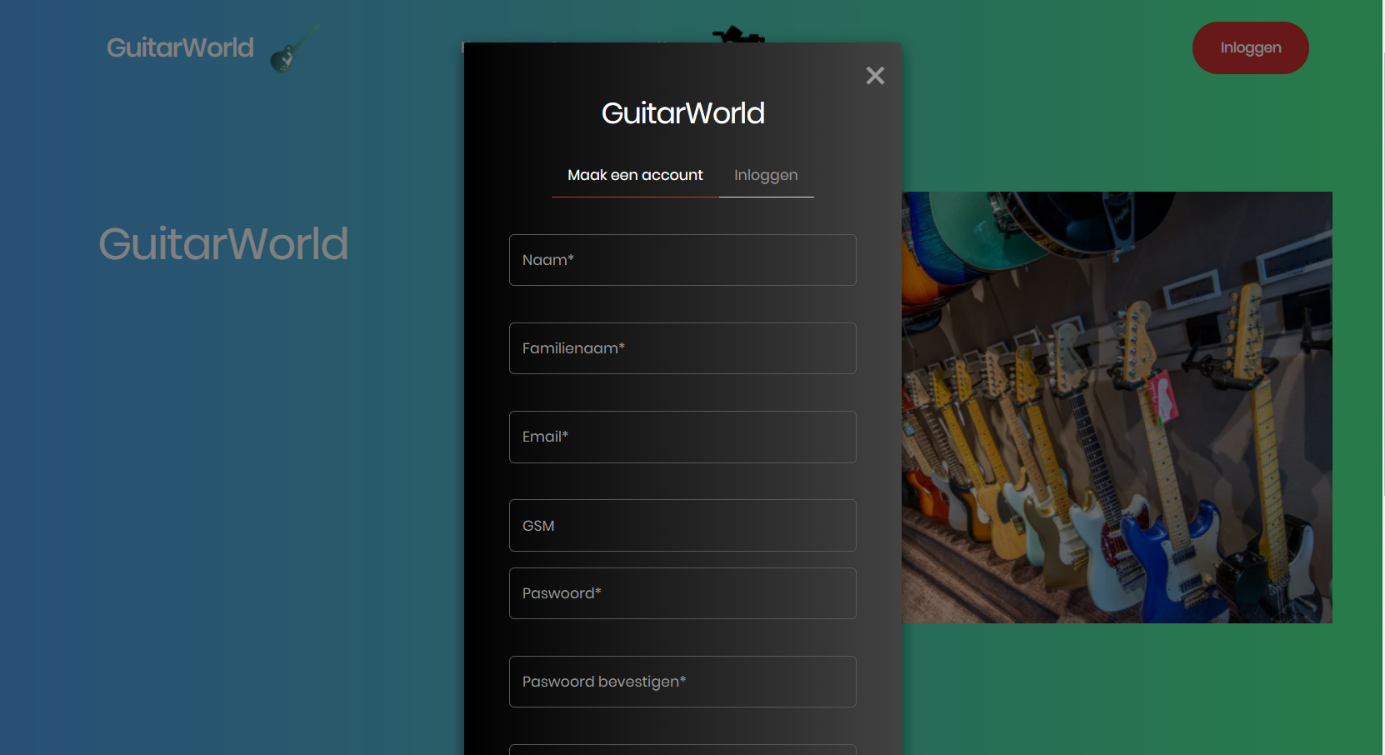 GuitarWorld
Inloggen
GuitarWorld
GuitarWorld
Maak een account Inloggen
Naam*
Familienaam*
Email*
GSM
Paswoord*
Paswoord bevestigen*